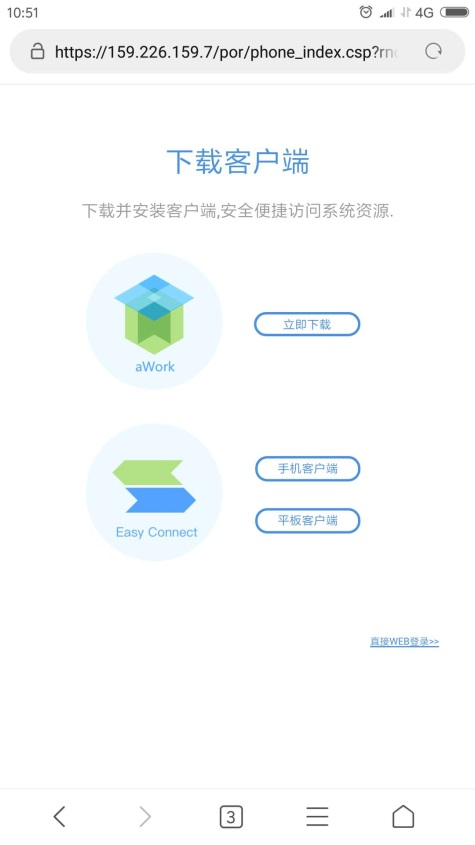 10:51
4G
https://159.226.159.7/por/phone_index.csp?rn
下载客户端
下载并安装客户端,安全便捷访问系统资源.
aWork
立即下载
Easy Connect
手机客户端
平板客户端
直接WEB登录>>
3